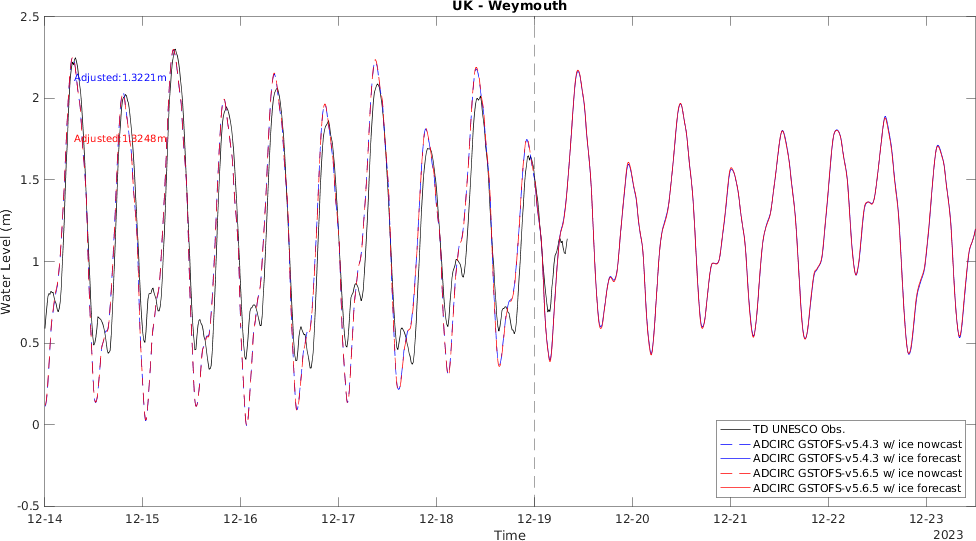 UK - Weymouth
Water Level (m)
2.5
2
1.5
1
0.5
0
-0.5
Adjusted:1.3221m
Adjusted:1.3248m
TD UNESCO Obs.
ADCIRC GSTOFS-v5.4.3 w/ ice nowcast
ADCIRC GSTOFS-v5.4.3 w/ ice forecast
ADCIRC GSTOFS-v5.6.5 w/ ice nowcast
ADCIRC GSTOFS-v5.6.5 w/ ice forecast
12-14 12-15 12-16 12-17 12-18 12-19 12-20 12-21 12-22 12-23
Time
2023